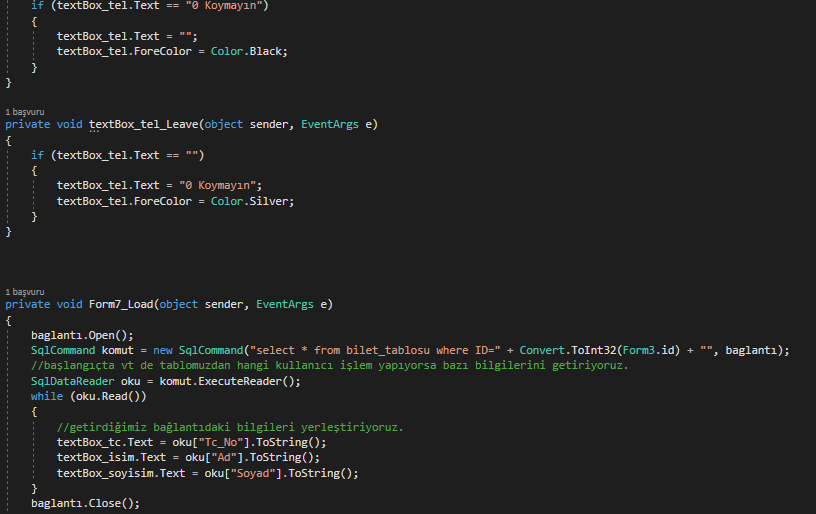 if (textBox_tel.Text == "0 Koymayın")
{
textBox_tel.Text = "";
textBox_tel.ForeColor = Color.Black;
}
}
1 başvuru
private void textBox_tel_Leave(object sender, EventArgs e)
{
if (textBox_tel.Text == "")
{
textBox_tel.Text = "0 Koymayın";
textBox_tel.ForeColor = Color.Silver;
}
}
1 başvuru
private void Form7_Load(object sender, EventArgs e)
{
baglantı.Open();
SqlCommand komut = new SqlCommand("select * from bilet_tablosu where ID=" + Convert.ToInt32(Form3.id) + "", baglantı);
//başlangıçta vt de tablomuzdan hangi kullanıcı işlem yapıyorsa bazı bilgilerini getiriyoruz.
SqlDataReader oku = komut.ExecuteReader();
while (oku.Read())
{
//getirdiğimiz bağlantıdaki bilgileri yerleştiriyoruz.
textBox_tc.Text = oku["Tc_No"].ToString();
textBox_isim.Text = oku["Ad"].ToString();
textBox_soyisim.Text = oku["Soyad"].ToString();
}
baglantı.Close();